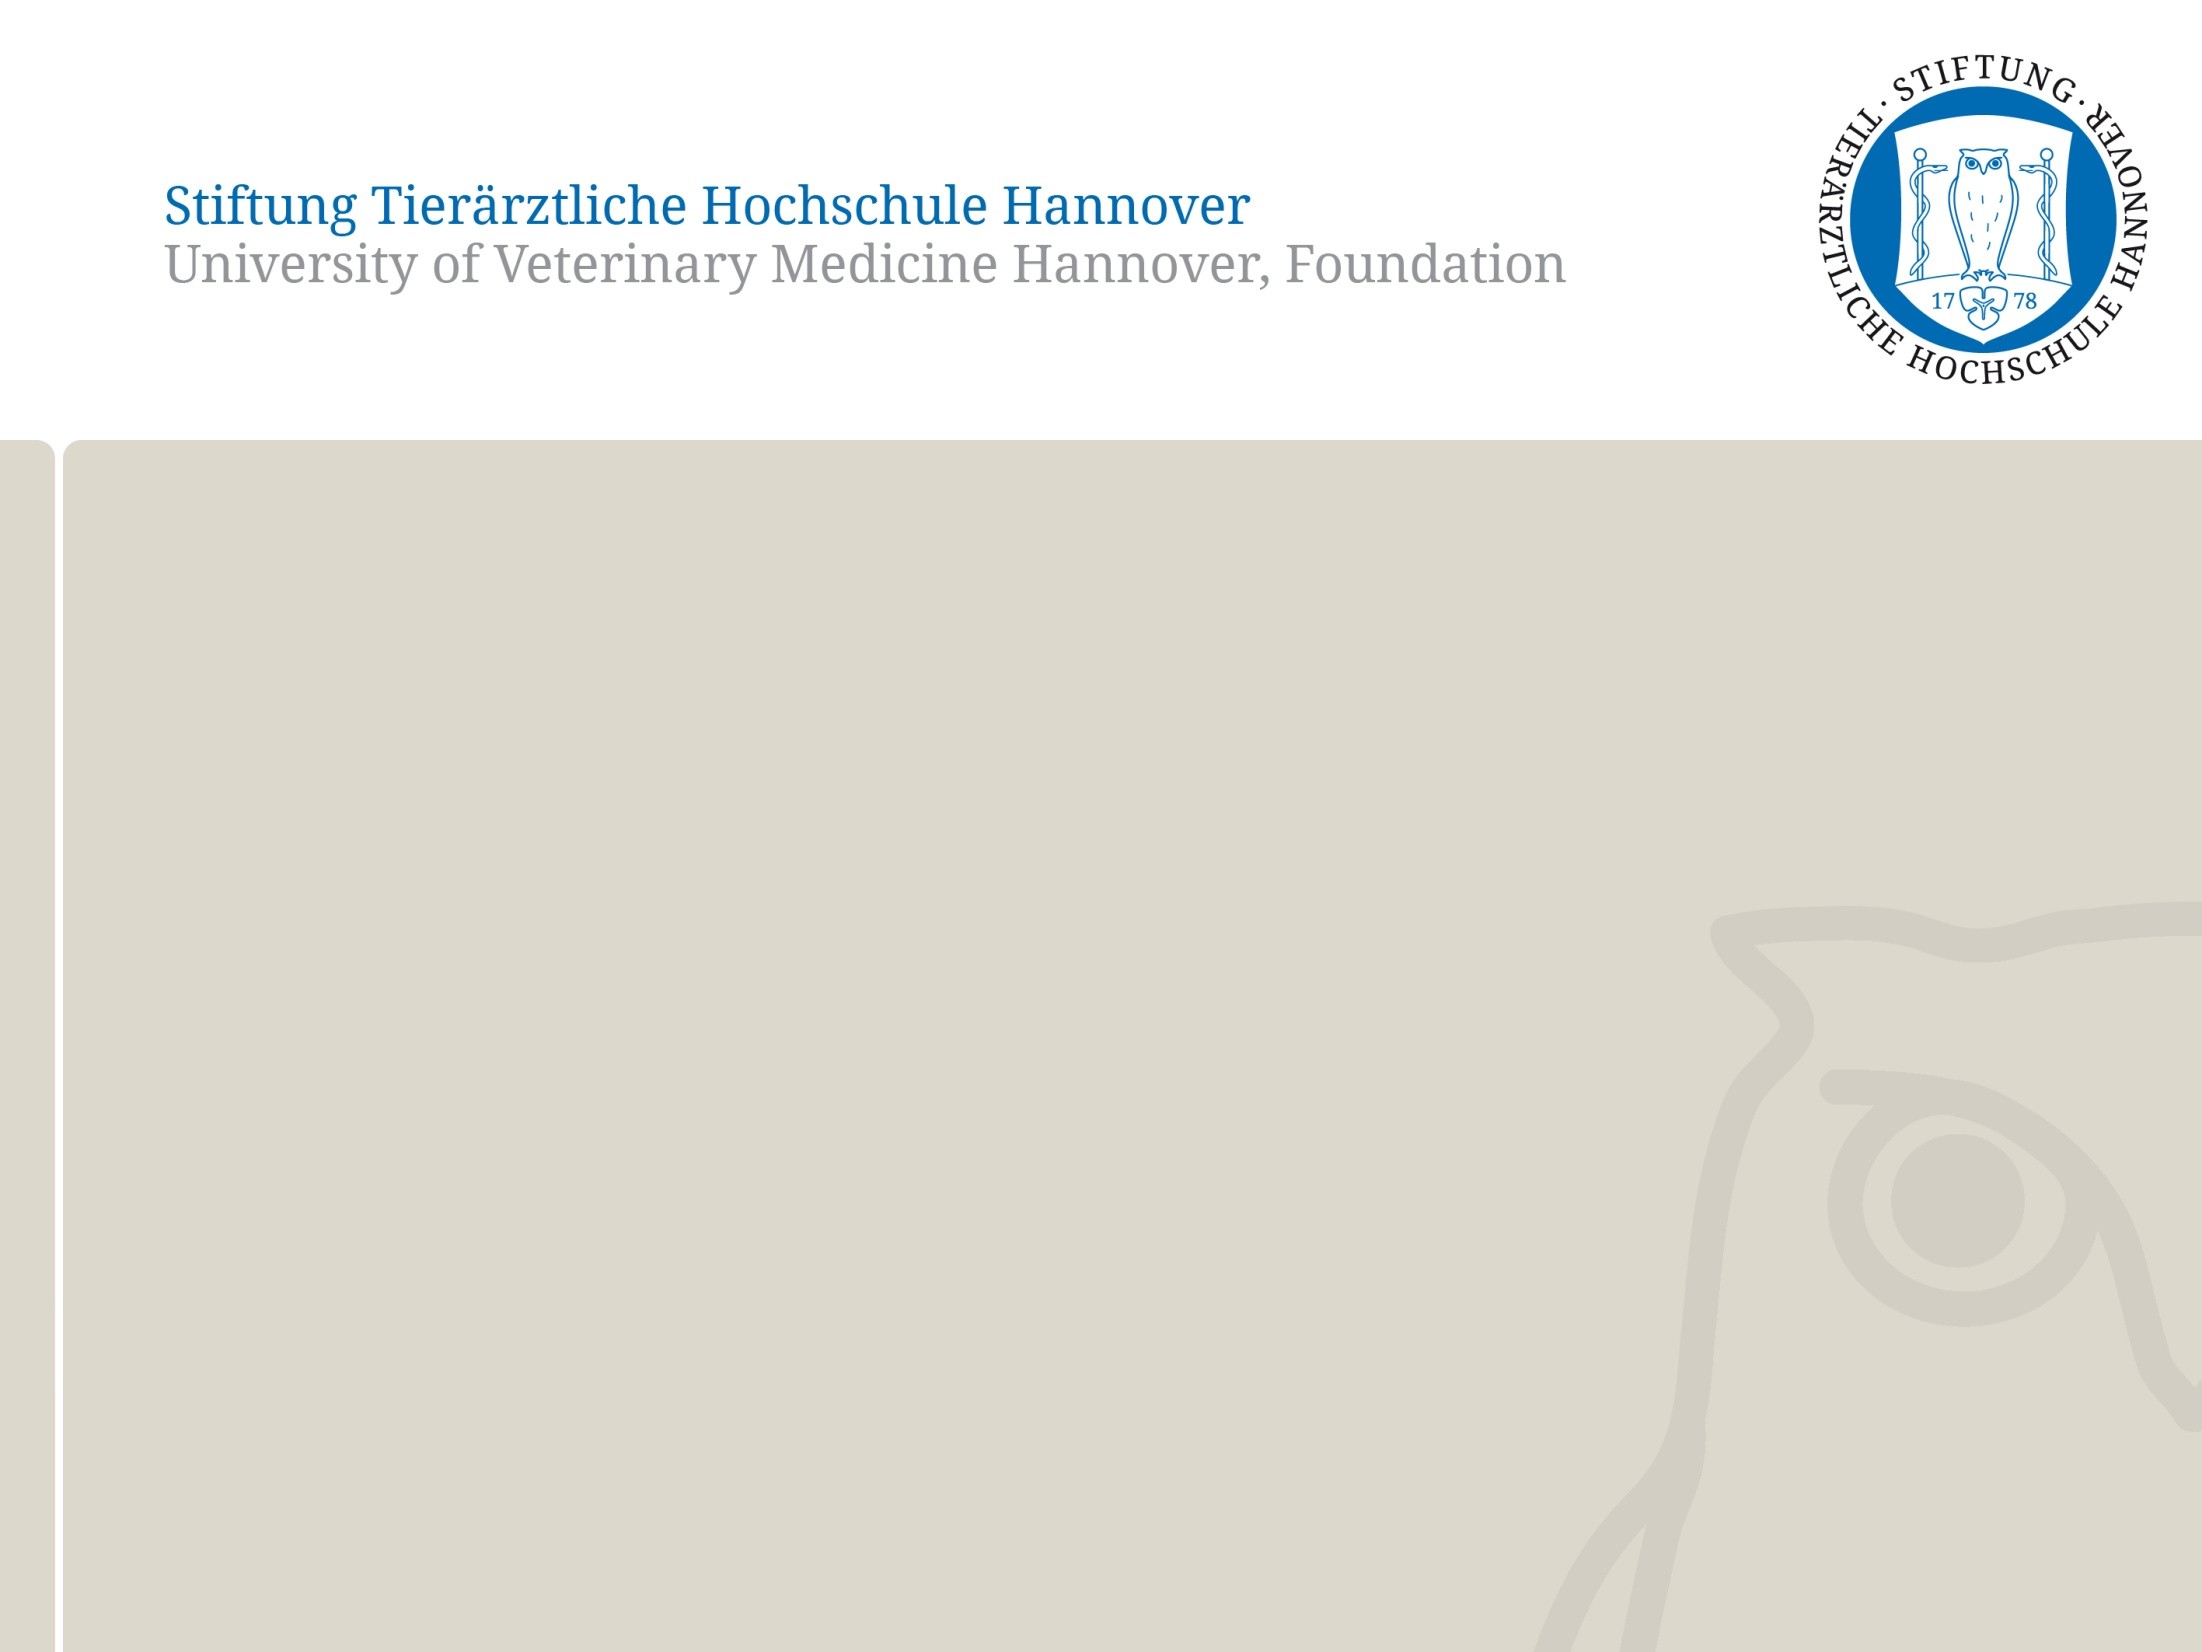 Stiftung Tierärztliche Hochschule Hannover
University of Veterinary Medicine Hannover, Foundation
· STIFTUNG · TIERÄRZTLICHE HOCHSCHULE HANNOVER
17 78